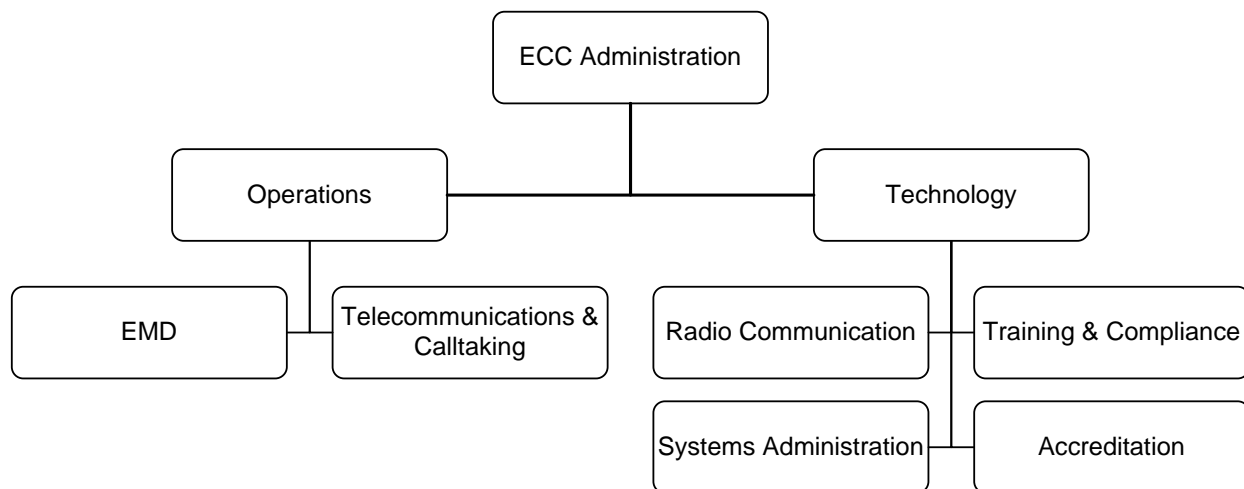 ECC Administration
Operations
Technology
EMD
Telecommunications &
Calltaking
Radio Communication
Training & Compliance
Systems Administration
Accreditation